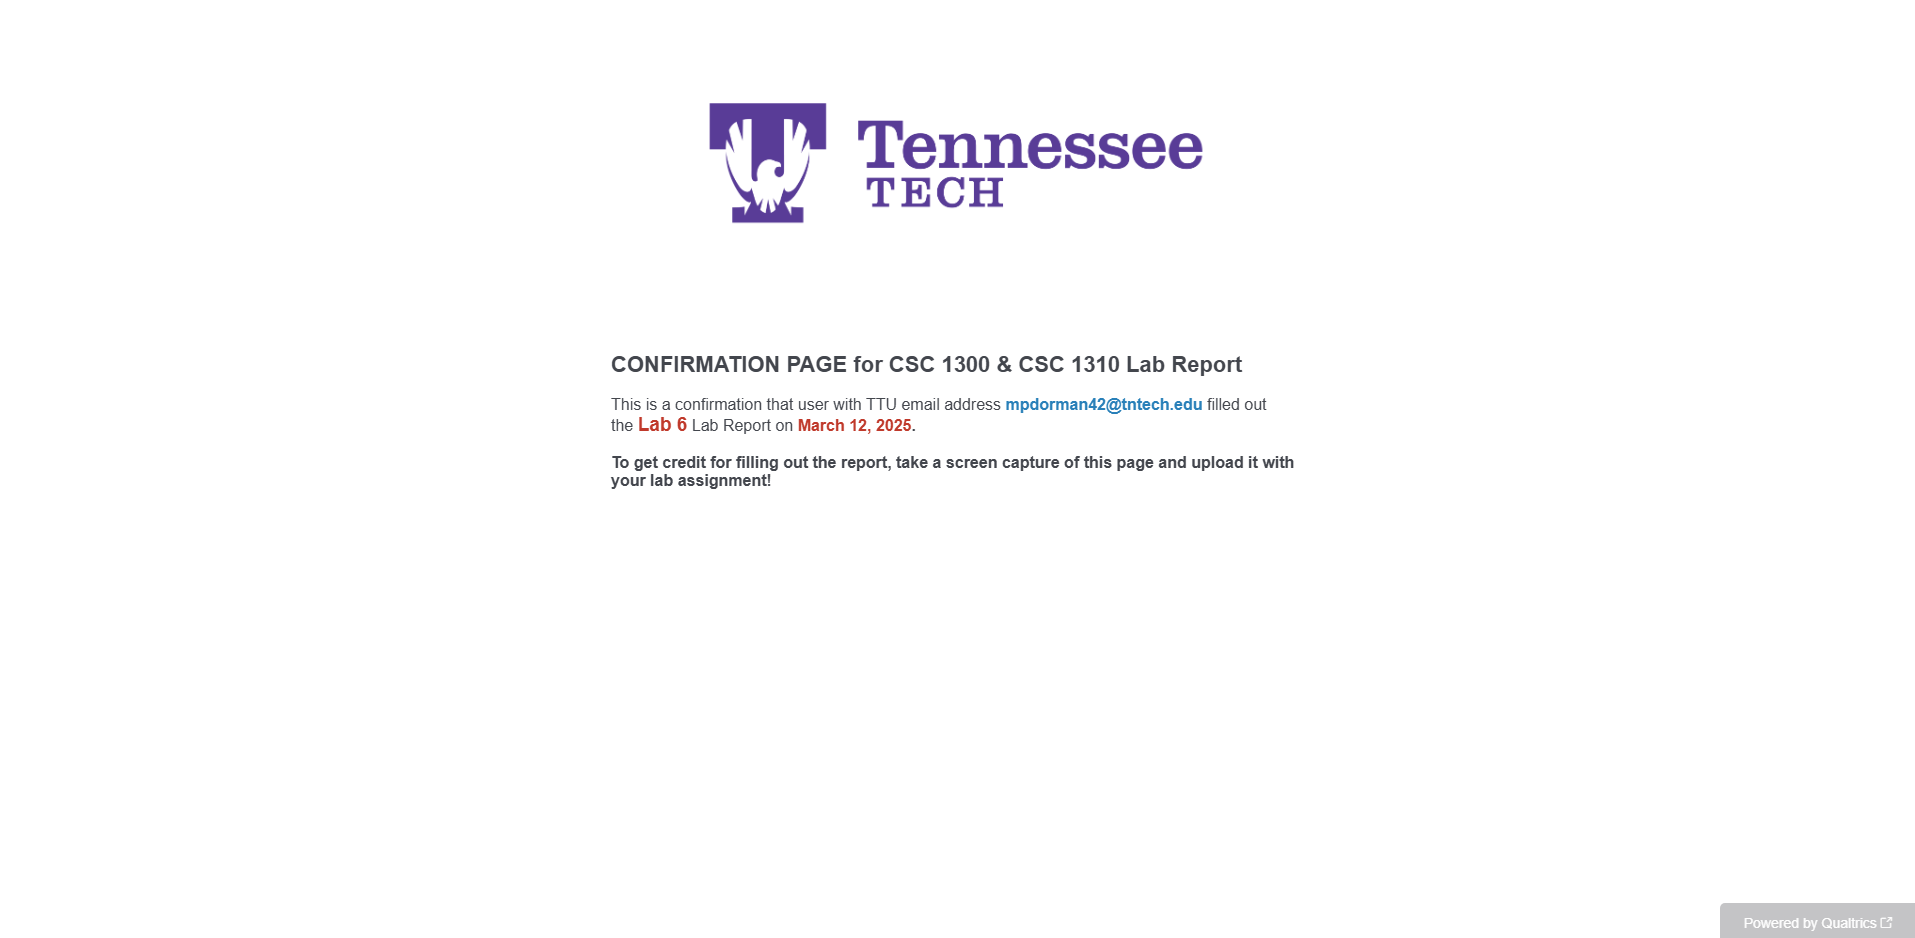 Tennessee
TECH
CONFIRMATION PAGE for CSC 1300 & CSC 1310 Lab Report
This is a confirmation that user with TTU email address mpdorman42@tntech.edu filled out
the Lab 6 Lab Report on March 12, 2025.
To get credit for filling out the report, take a screen capture of this page and upload it with
your lab assignment!
Powered by Qualtrics